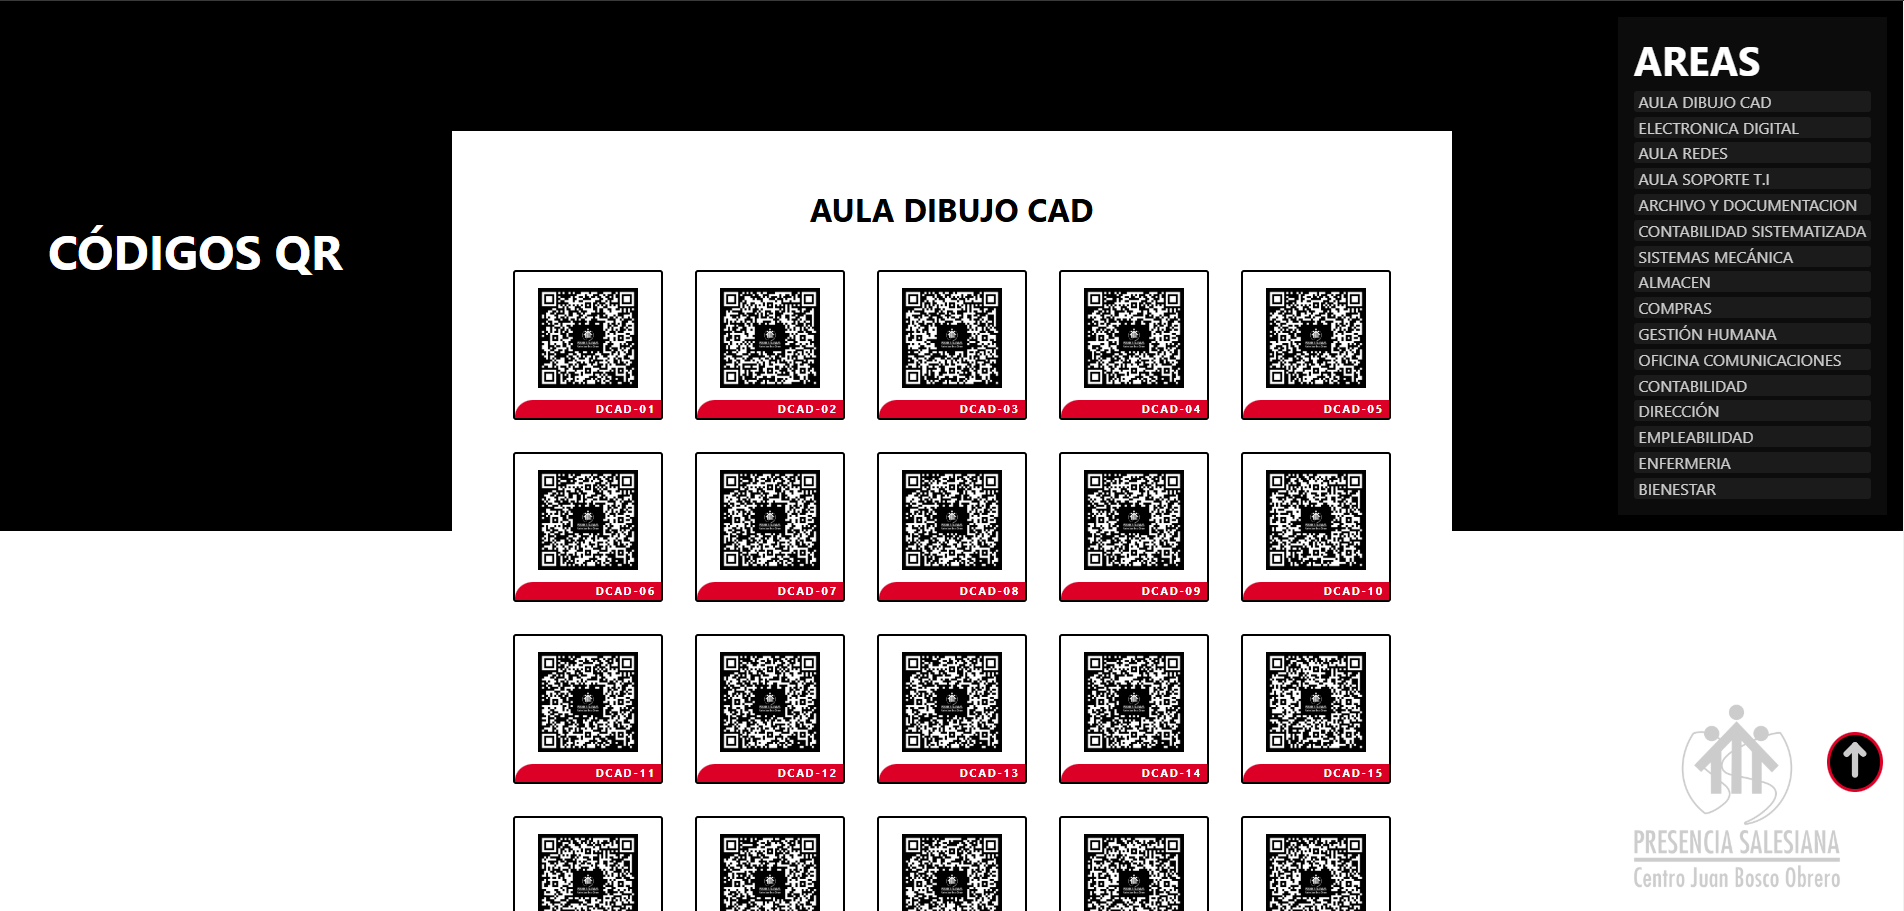 CÓDIGOS QR
AULA DIBUJO CAD
DCAD-01
DCAD-02
DCAD-03
DCAD-04
DCAD-05
DCAD-06
DCAD-07
DCAD-08
DCAD-09
DCAD-10
DCAD-11
DCAD-12
DCAD-13
DCAD-14
DCAD-15
AREAS
AULA DIBUJO CAD
ELECTRONICA DIGITAL
AULA REDES
AULA SOPORTE T.I
ARCHIVO Y DOCUMENTACION
CONTABILIDAD SISTEMATIZADA
SISTEMAS MECÁNICA
ALMACEN
COMPRAS
GESTIÓN HUMANA
OFICINA COMUNICACIONES
CONTABILIDAD
DIRECCIÓN
EMPLEABILIDAD
ENFERMERIA
BIENESTAR
PRESENCIA SALESIANA
Centro Juan Bosco Obrero